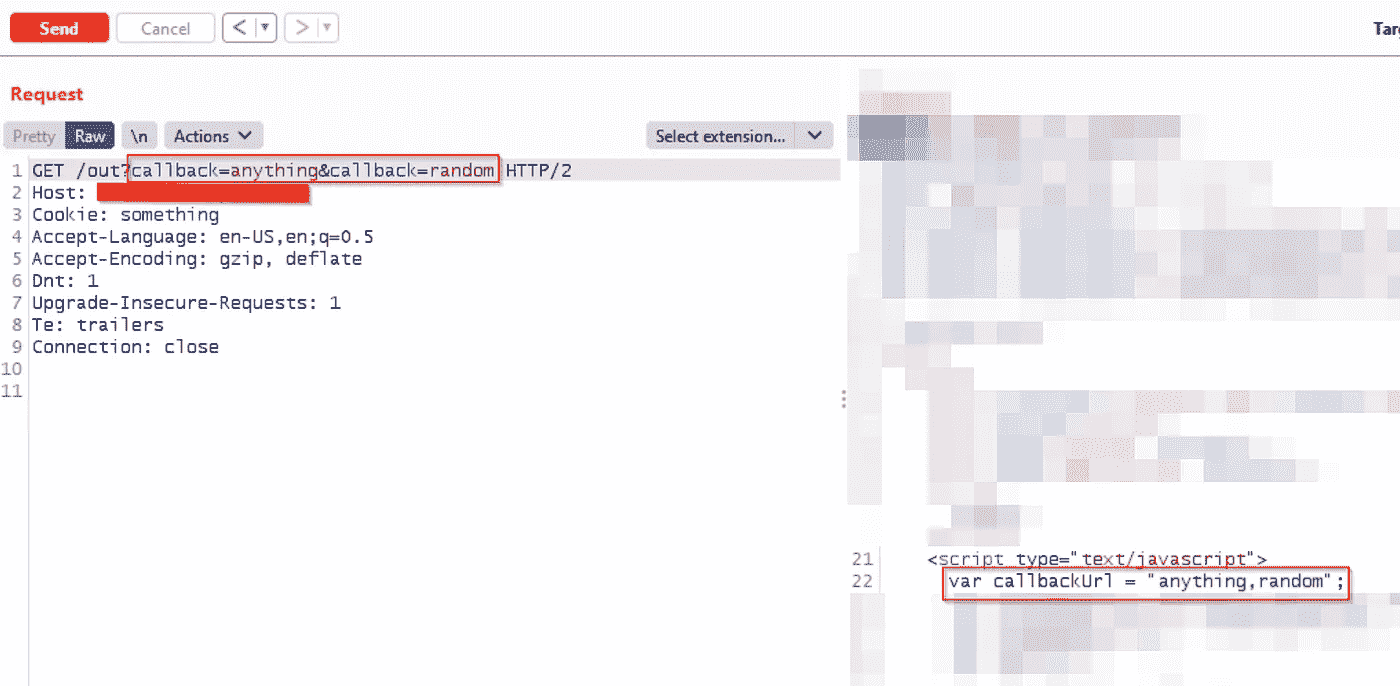 Send Cancel < >
Tar
Request
Pretty Raw \n Actions Select extension...
1 GET /out?callback=anything&callback=random HTTP/2
2 Host:
3 Cookie: something
4 Accept-Language: en-US,en;q=0.5
5 Accept-Encoding: gzip, deflate
6 Dnt: 1
7 Upgrade-Insecure-Requests: 1
8 Te: trailers
9 Connection: close
10
11
21 <script type="text/javascript">
22 var callbackUrl = "anything,random";